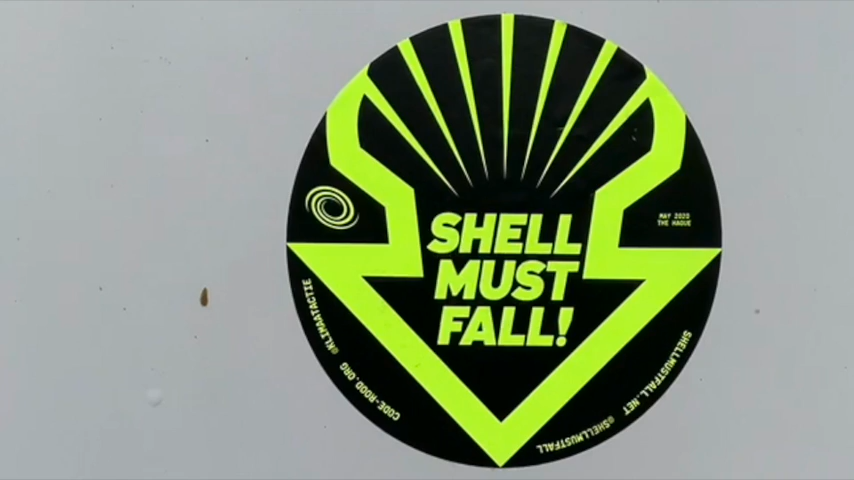 SHELL
MUST
FALL!
MAY 2020
THE HAGUE
CODE-ROOD.ORG @KLIMAATACTIE
@SHELLMUSTFALL SHELLMUSTFALL.NET